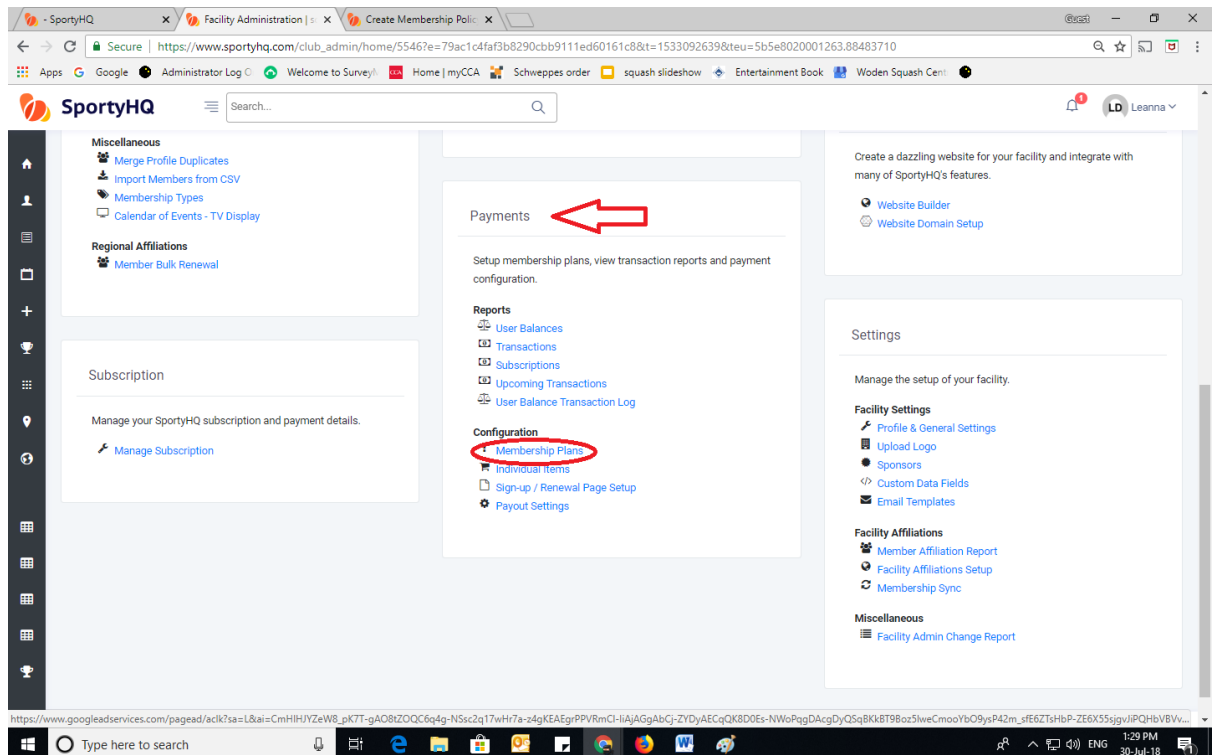 - SportyHQ
Facility Administration | s
Create Membership Polic
Guest
Secure | https://www.sportyhq.com/club_admin/home/5546?e=79ac1c4faf3b8290cbb9111ed60161c8&t=1533092639&teu=5b5e8020001263.88483710
Apps Google Administrator Log O Welcome to Survey Home | myCCA Schweppes order squash slideshow Entertainment Book Woden Squash Cent
SportyHQ
Search...
1
LD Leanna
Miscellaneous
Merge Profile Duplicates
Import Members from CSV
Membership Types
Calendar of Events - TV Display
Regional Affiliations
Member Bulk Renewal
Subscription
Manage your SportyHQ subscription and payment details.
Manage Subscription
Payments
Setup membership plans, view transaction reports and payment
configuration.
Reports
User Balances
Transactions
Subscriptions
Upcoming Transactions
User Balance Transaction Log
Configuration
Membership Plans
Individual Items
Sign-up / Renewal Page Setup
Payout Settings
Create a dazzling website for your facility and integrate with
many of SportyHQ's features.
Website Builder
Website Domain Setup
Settings
Manage the setup of your facility.
Facility Settings
Profile & General Settings
Upload Logo
Sponsors
Custom Data Fields
Email Templates
Facility Affiliations
Member Affiliation Report
Facility Affiliations Setup
Membership Sync
Miscellaneous
Facility Admin Change Report
Type here to search
ENG
1:29 PM
30-Jul-18